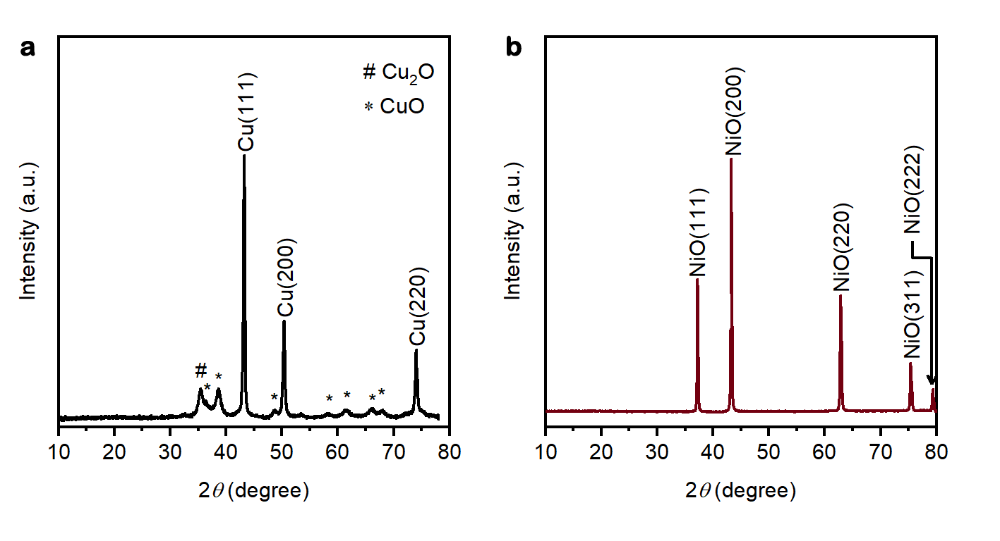 a
# Cu₂O
* CuO
Cu(111)
Cu(200)
Cu(220)
#
*
*
*
*
*
*
*
Intensity (a.u.)
10 20 30 40 50 60 70 80
2θ (degree)
b
NiO(111)
NiO(200)
NiO(220)
NiO(311)
NiO(222)
Intensity (a.u.)
10 20 30 40 50 60 70 80
2θ (degree)